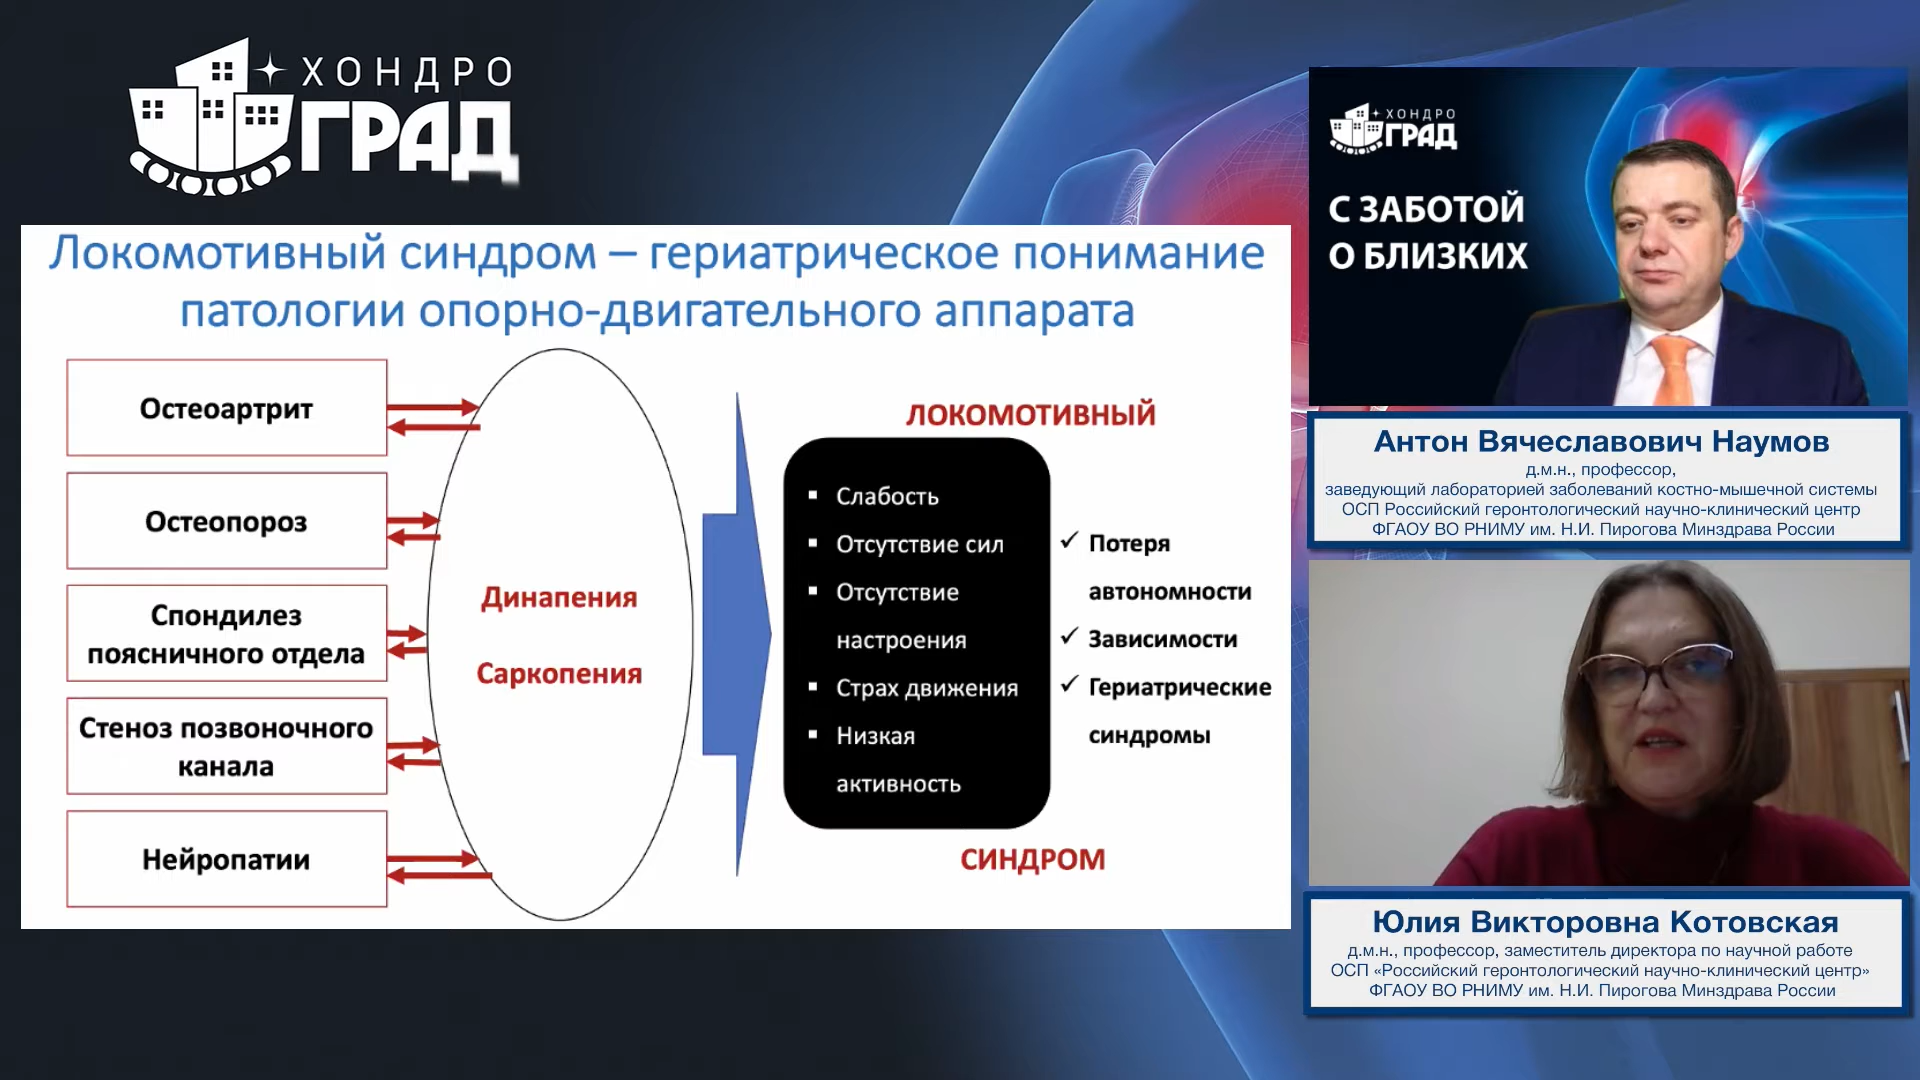 ХОНДРО
ГРАД
Локомотивный синдром – гериатрическое понимание
патологии опорно-двигательного аппарата
Остеоартрит
Остеопороз
Спондилез
поясничного отдела
Стеноз позвоночного
канала
Нейропатии
Динапения
Саркопения
ЛОКОМОТИВНЫЙ
Слабость
Отсутствие сил
Отсутствие
настроения
Страх движения
Низкая
активность
Потеря
автономности
Зависимости
Гериатрические
синдромы
СИНДРОМ
ХОНДРО
ГРАД
С ЗАБОТОЙ
О БЛИЗКИХ
Антон Вячеславович Наумов
д.м.н., профессор,
заведующий лабораторией заболеваний костно-мышечной системы
ОСП Российский геронтологический научно-клинический центр
ФГАОУ ВО РНИМУ им. Н.И. Пирогова Минздрава России
Юлия Викторовна Котовская
д.м.н., профессор, заместитель директора по научной работе
ОСП «Российский геронтологический научно-клинический центр»
ФГАОУ ВО РНИМУ им. Н.И. Пирогова Минздрава России